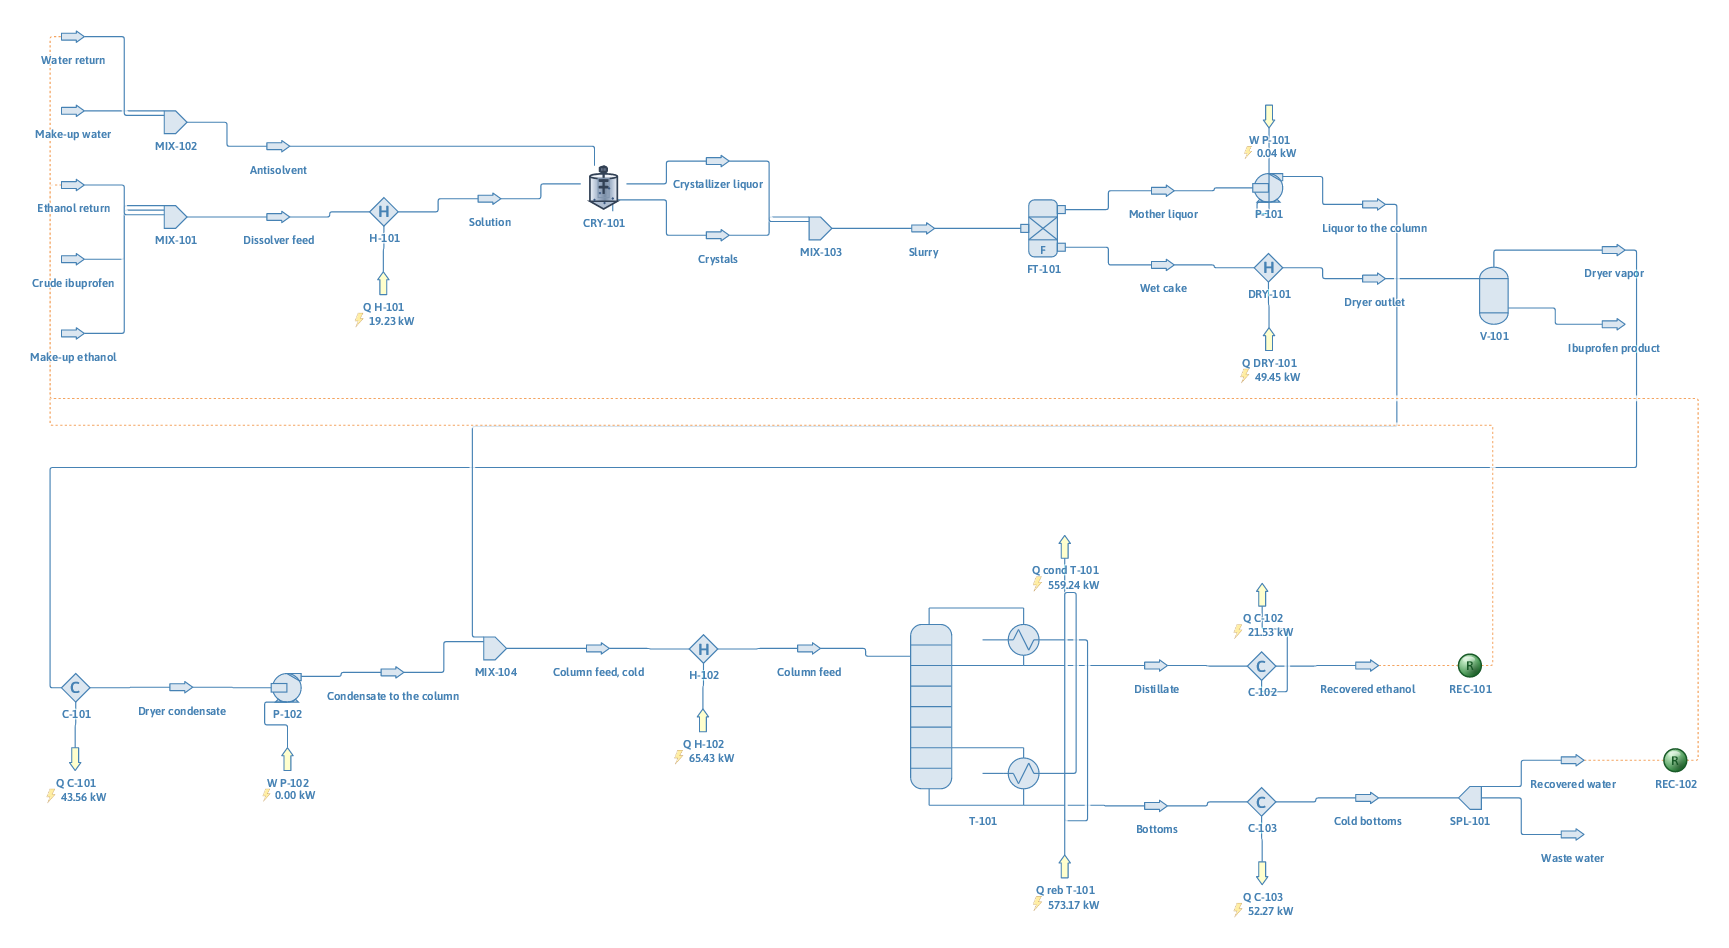 Water return
Make-up water
MIX-102
Antisolvent
Ethanol return
MIX-101
Dissolver feed
H
H-101
Solution
CRY-101
Crystallizer liquor
Crystals
MIX-103
Slurry
F
FT-101
Mother liquor
Wet cake
W P-101
0.04 kW
P-101
Liquor to the column
H
DRY-101
Dryer outlet
Q DRY-101
49.45 kW
V-101
Dryer vapor
Ibuprofen product
Crude ibuprofen
Make-up ethanol
Q H-101
19.23 kW
C
C-101
Q C-101
43.56 kW
Dryer condensate
P-102
W P-102
0.00 kW
Condensate to the column
MIX-104
Column feed, cold
H
H-102
Q H-102
65.43 kW
Column feed
T-101
Q cond T-101
559.24 kW
Q reb T-101
573.17 kW
Distillate
Q C-102
21.53 kW
C
C-102
Recovered ethanol
R
REC-101
Bottoms
C
C-103
Q C-103
52.27 kW
Cold bottoms
SPL-101
Recovered water
Waste water
R
REC-102